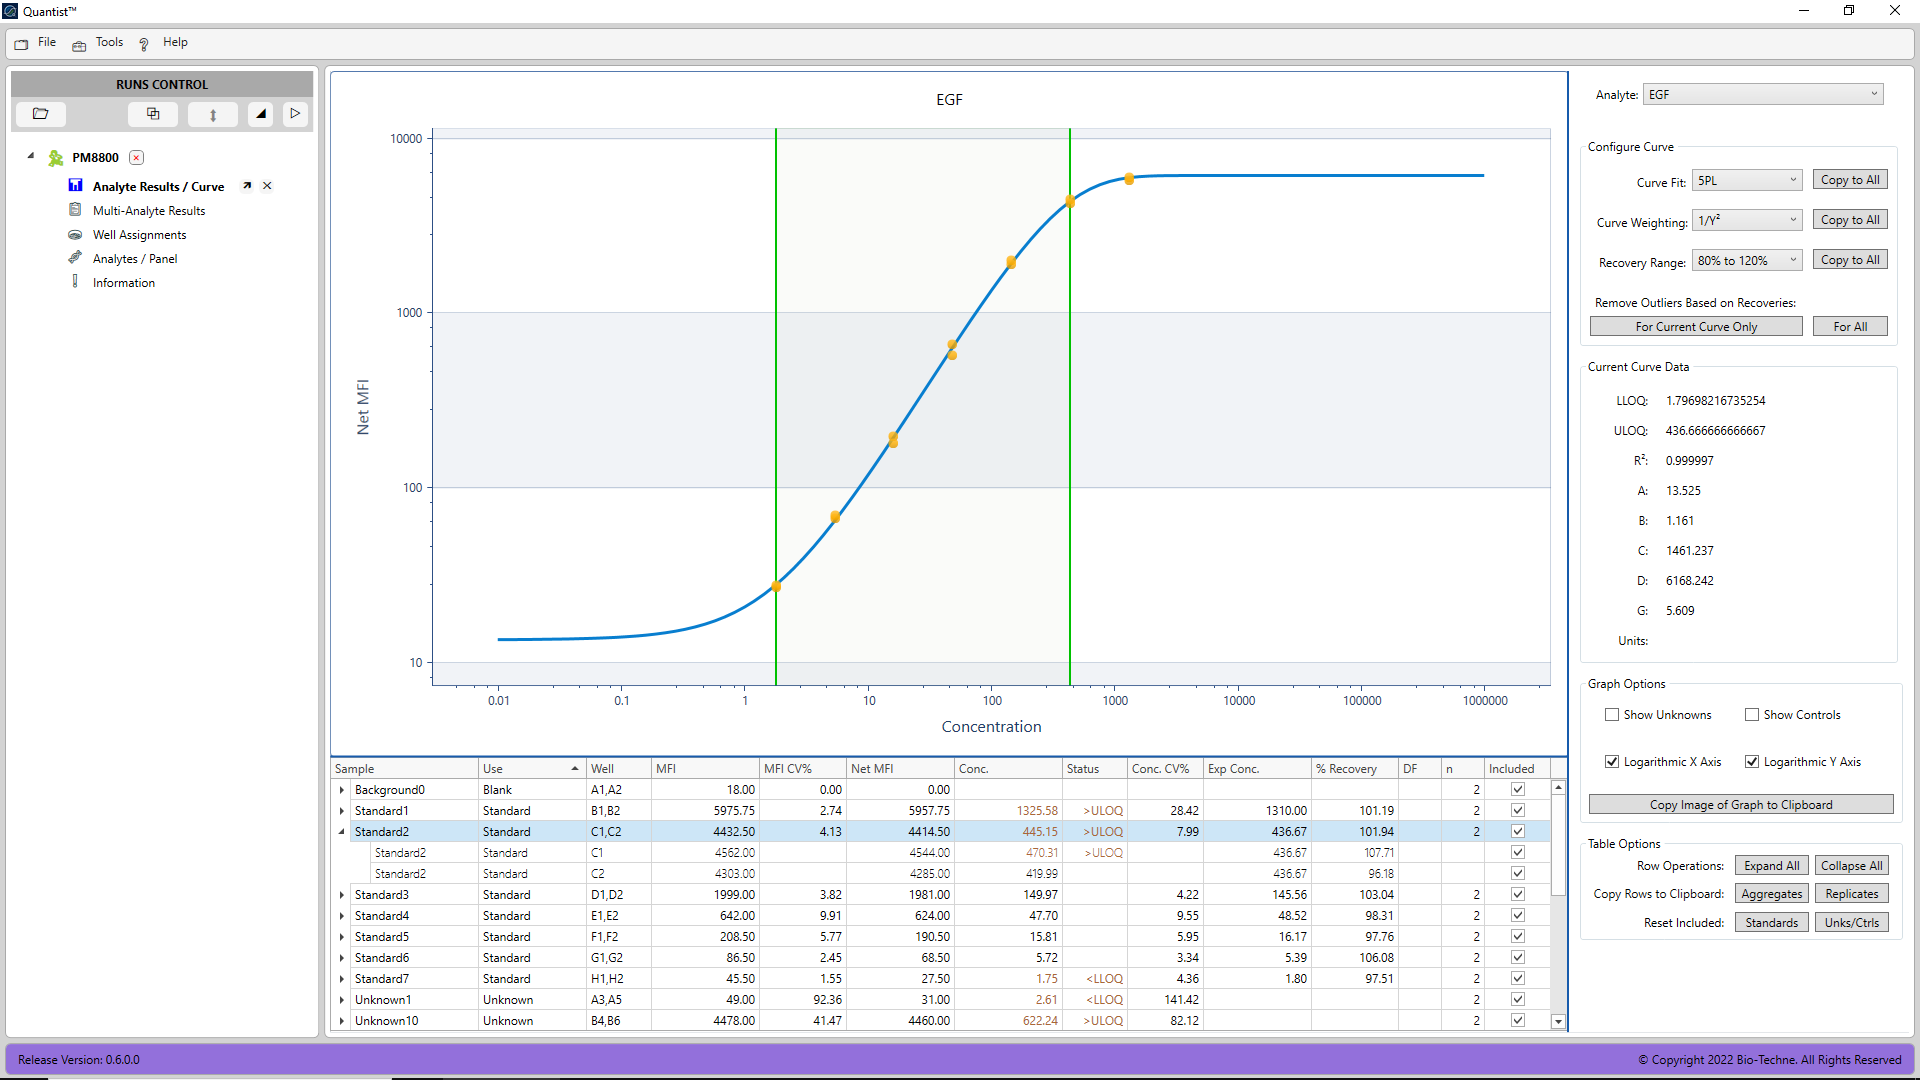 Quantist™
File Tools Help
RUNS CONTROL
PM8800
Analyte Results / Curve
Multi-Analyte Results
Well Assignments
Analytes / Panel
Information
EGF
Net MFI
10000
1000
100
10
0.01 0.1 1 10 100 1000 10000 100000 1000000
Concentration
Sample Use Well MFI MFI CV% Net MFI Conc. Status Conc. CV% Exp Conc. % Recovery DF n Included
Background0 Blank A1,A2 18.00 0.00 0.00 2
Standard1 Standard B1,B2 5975.75 2.74 5957.75 1325.58 >ULOQ 28.42 1310.00 101.19 2
Standard2 Standard C1,C2 4432.50 4.13 4414.50 445.15 >ULOQ 7.99 436.67 101.94 2
Standard2 Standard C1 4562.00 4544.00 470.31 >ULOQ 436.67 107.71
Standard2 Standard C2 4303.00 4285.00 419.99 436.67 96.18
Standard3 Standard D1,D2 1999.00 3.82 1981.00 149.97 4.22 145.56 103.04 2
Standard4 Standard E1,E2 642.00 9.91 624.00 47.70 9.55 48.52 98.31 2
Standard5 Standard F1,F2 208.50 5.77 190.50 15.81 5.95 16.17 97.76 2
Standard6 Standard G1,G2 86.50 2.45 68.50 5.72 3.34 5.39 106.08 2
Standard7 Standard H1,H2 45.50 1.55 27.50 1.75 <LLOQ 4.36 1.80 97.51 2
Unknown1 Unknown A3,A5 49.00 92.36 31.00 2.61 <LLOQ 141.42 2
Unknown10 Unknown B4,B6 4478.00 41.47 4460.00 622.24 >ULOQ 82.12 2
Analyte: EGF
Configure Curve
Curve Fit: 5PL Copy to All
Curve Weighting: 1/Y² Copy to All
Recovery Range: 80% to 120% Copy to All
Remove Outliers Based on Recoveries:
For Current Curve Only For All
Current Curve Data
LLOQ: 1.79698216735254
ULOQ: 436.666666666667
R²: 0.999997
A: 13.525
B: 1.161
C: 1461.237
D: 6168.242
G: 5.609
Units:
Graph Options
Show Unknowns Show Controls
Logarithmic X Axis Logarithmic Y Axis
Copy Image of Graph to Clipboard
Table Options
Row Operations: Expand All Collapse All
Copy Rows to Clipboard: Aggregates Replicates
Reset Included: Standards Unks/Ctrls
Release Version: 0.6.0.0
© Copyright 2022 Bio-Techne. All Rights Reserved